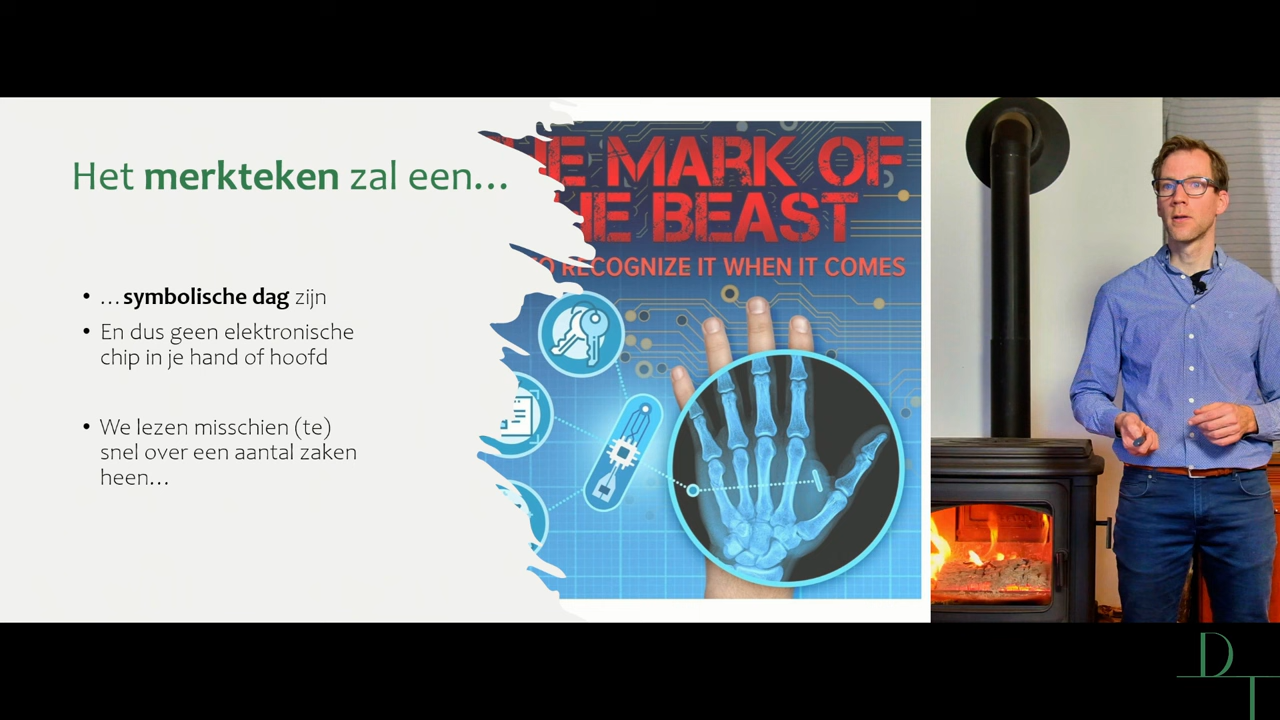 Het merkteken zal een…
• …symbolische dag zijn
• En dus geen elektronische
chip in je hand of hoofd
• We lezen misschien (te)
snel over een aantal zaken
heen…
MARK OF
BEAST
RECOGNIZE IT WHEN IT COMES
DT